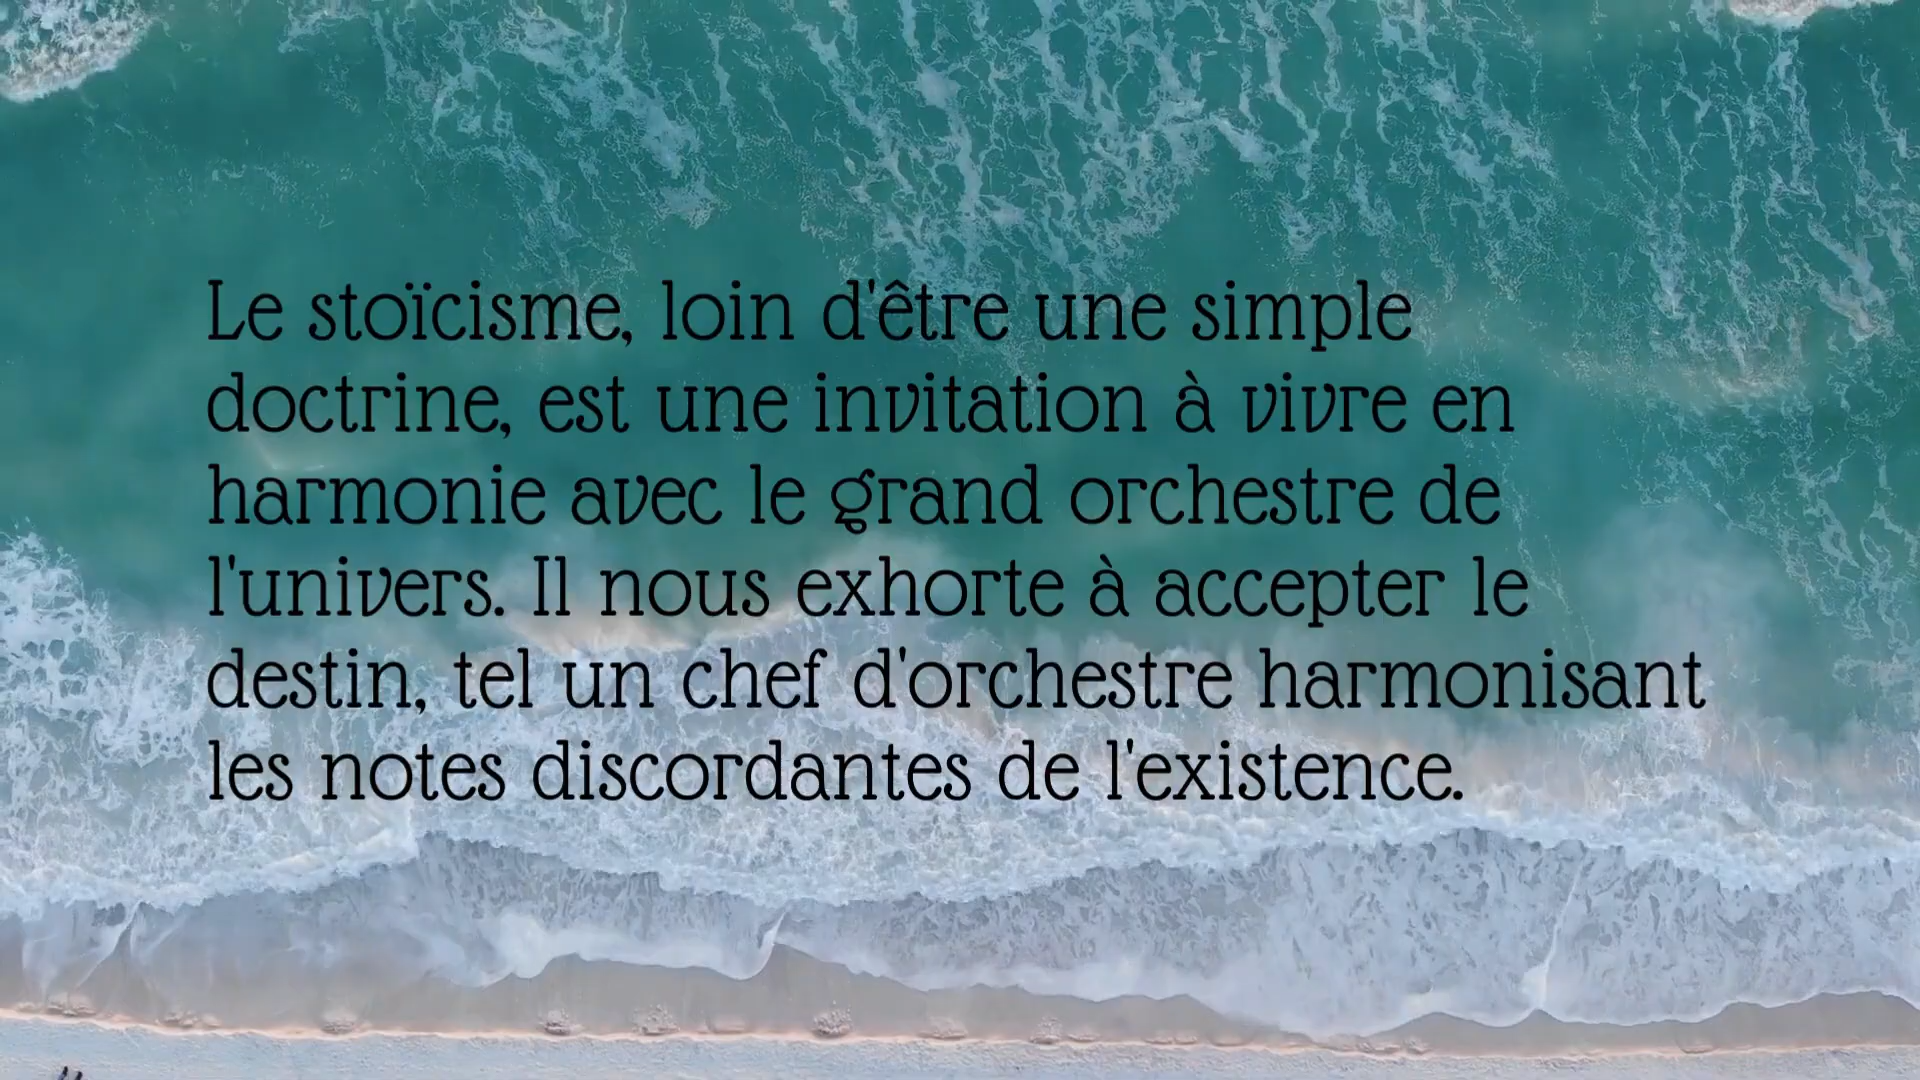 Le stoïcisme, loin d'être une simple
doctrine, est une invitation à vivre en
harmonie avec le grand orchestre de
l'univers. Il nous exhorte à accepter le
destin, tel un chef d'orchestre harmonisant
les notes discordantes de l'existence.